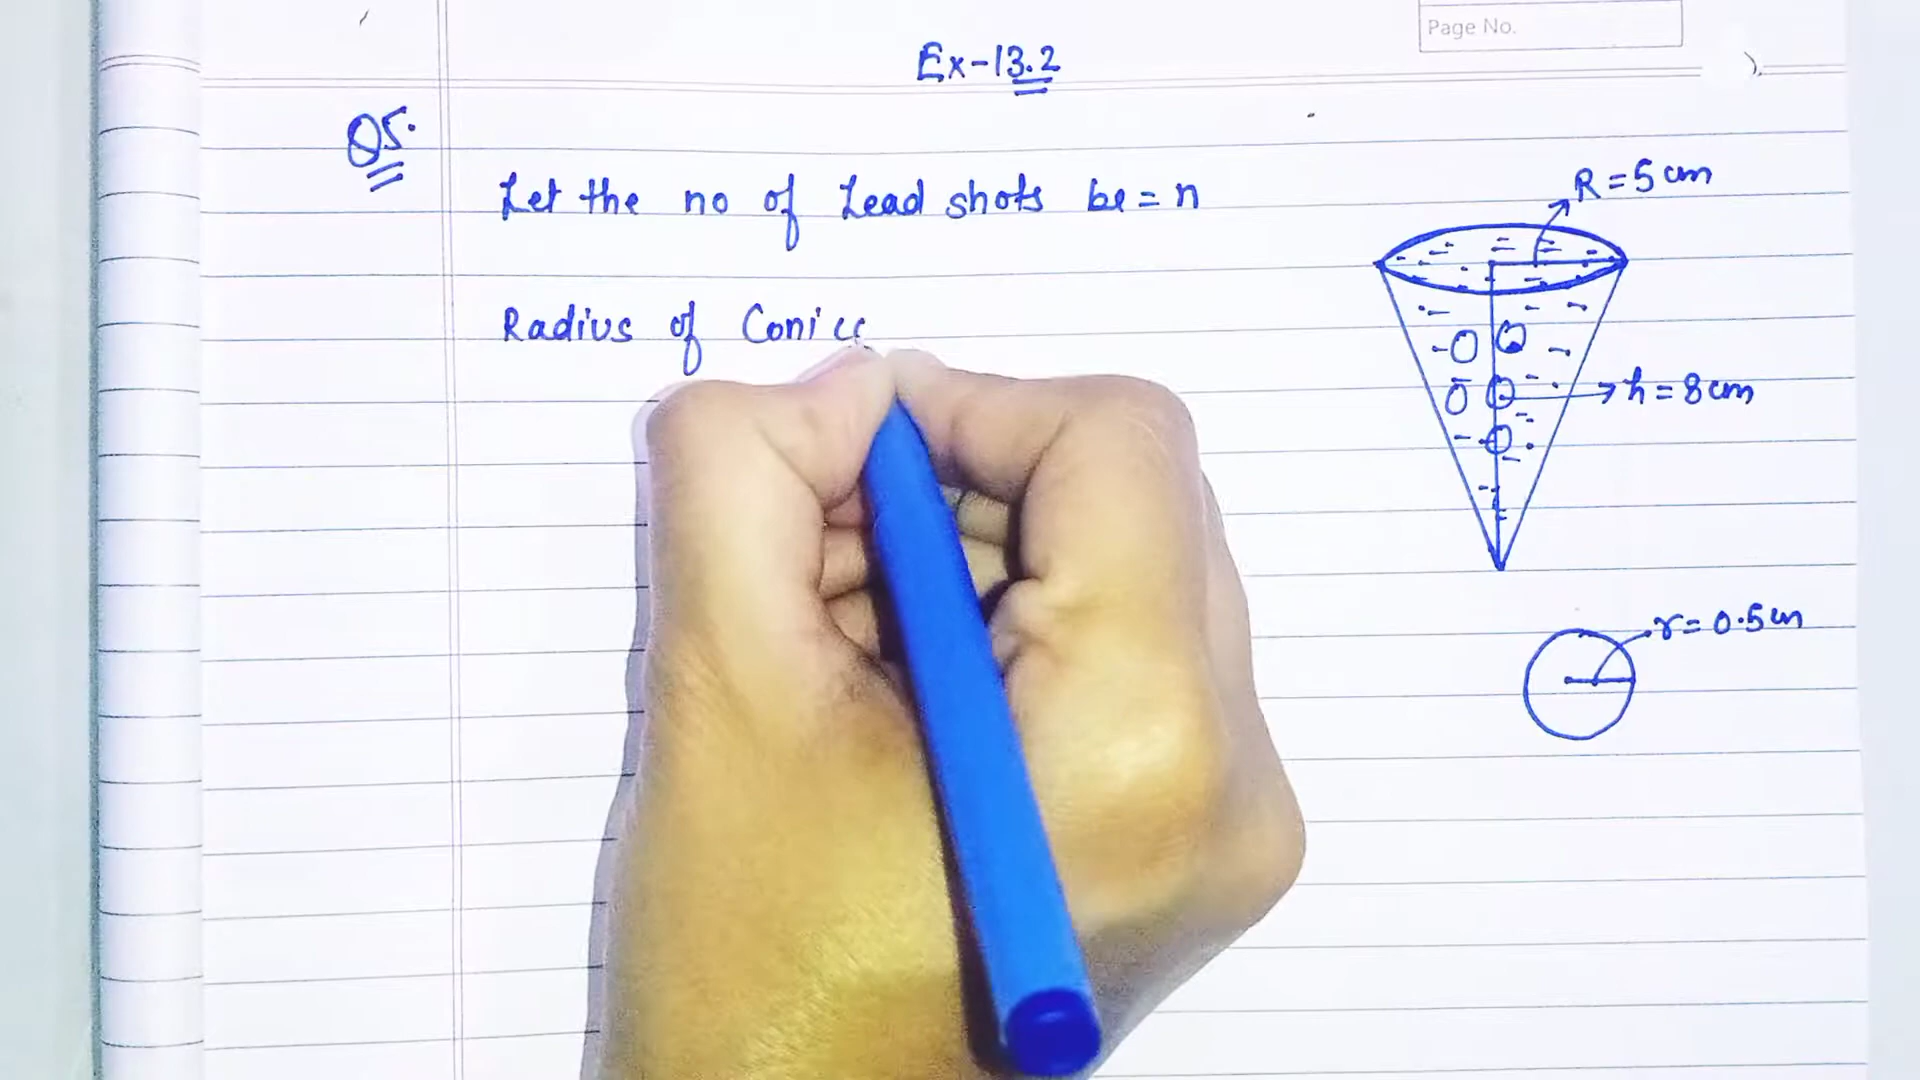 Page No.
Ex-13.2
Q5.
Let the no of Lead shots be = n
Radius of Conic
R = 5 cm
h = 8 cm
r = 0.5 cm